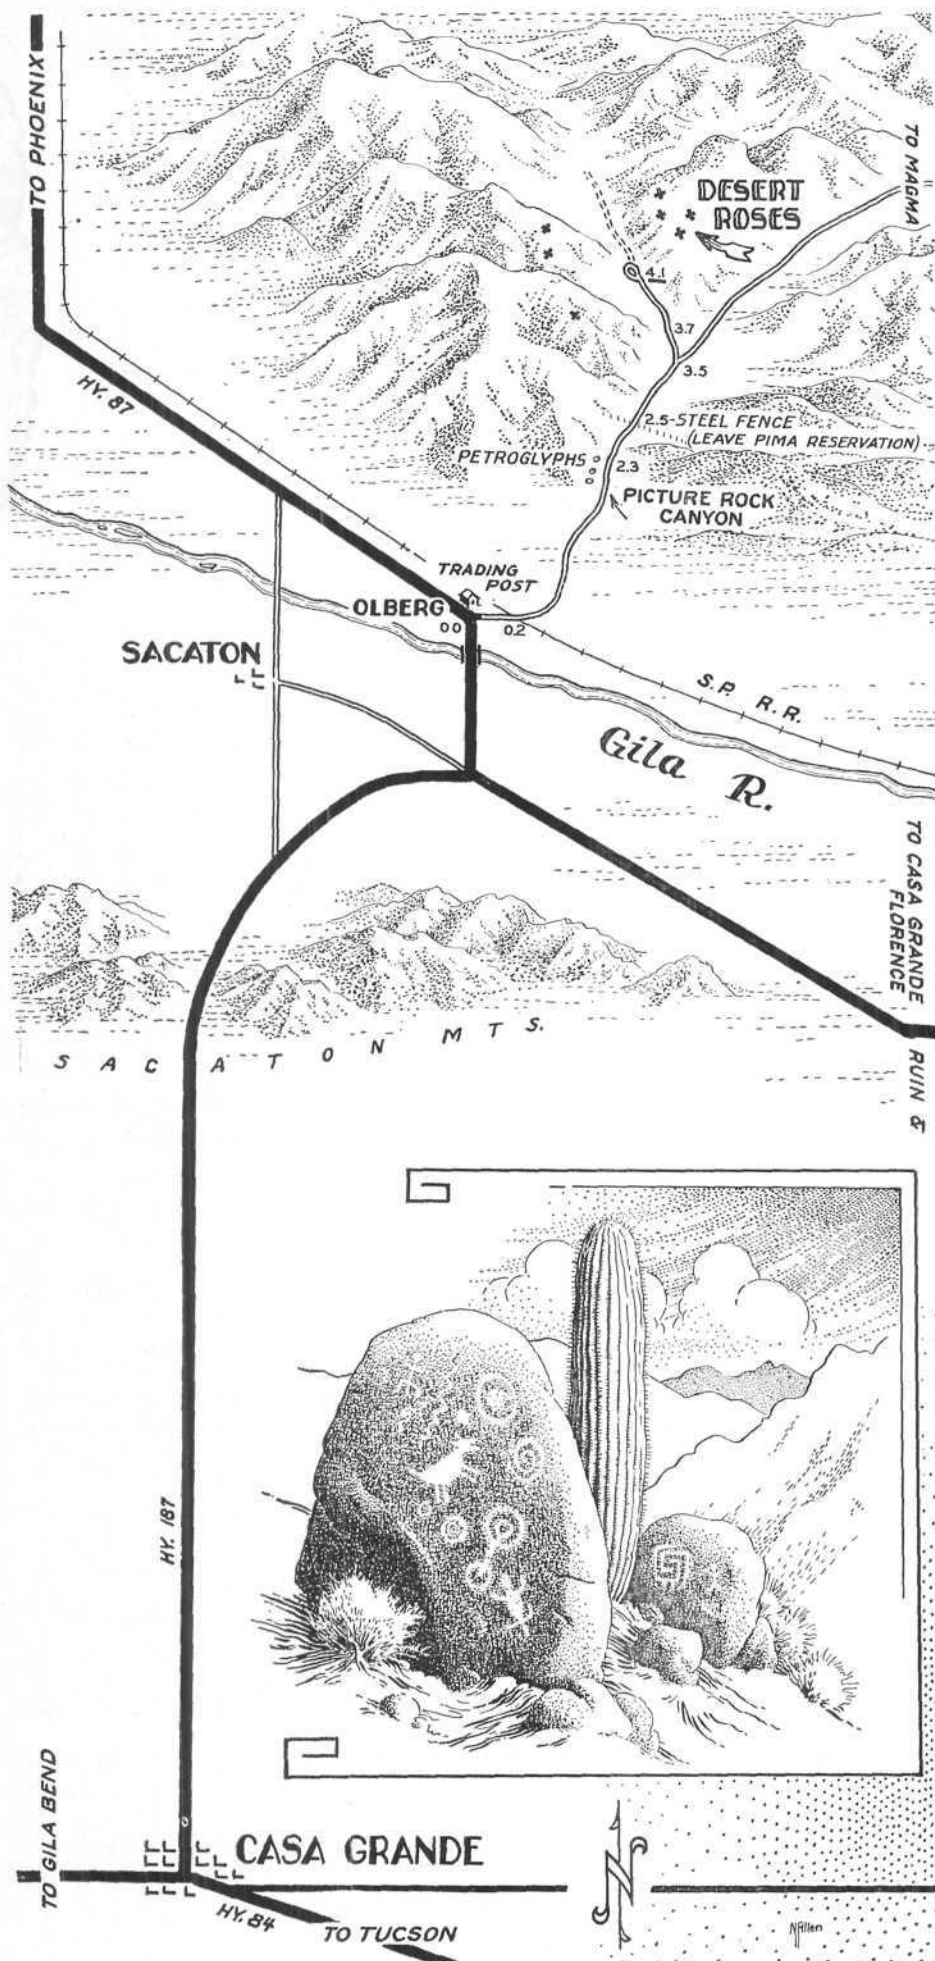 TO PHOENIX
TO MAGMA
DESERT
ROSES
4.1
3.7
3.5
HY. 87
2.5-STEEL FENCE
(LEAVE PIMA RESERVATION)
PETROGLYPHS
2.3
PICTURE ROCK
CANYON
TRADING
POST
OLBERG
0.0
0.2
SACATON
S.P. R.R.
Gila R.
TO CASA GRANDE
RUIN &
FLORENCE
SACATON MTS.
HY. 187
TO GILA BEND
CASA GRANDE
N
HY. 84
TO TUCSON
NAllen